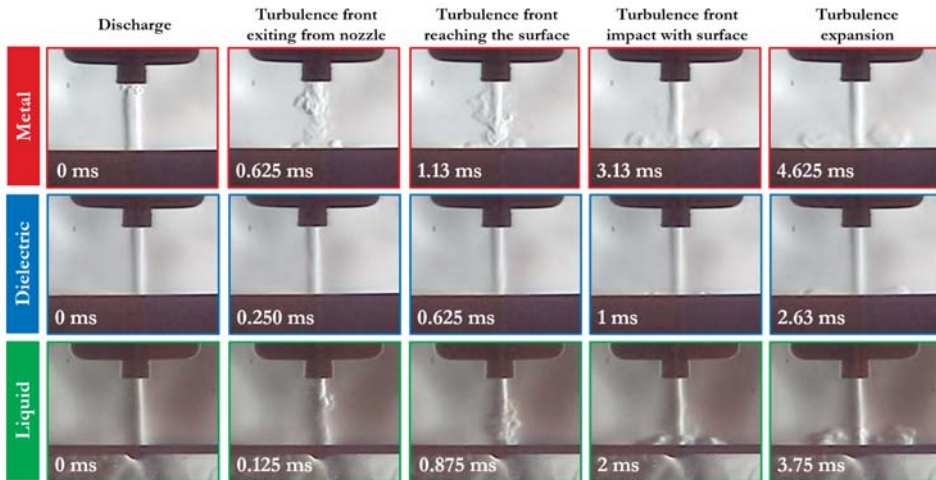 Discharge
Turbulence front
exiting from nozzle
Turbulence front
reaching the surface
Turbulence front
impact with surface
Turbulence
expansion
Metal
0 ms
0.625 ms
1.13 ms
3.13 ms
4.625 ms
Dielectric
0 ms
0.250 ms
0.625 ms
1 ms
2.63 ms
Liquid
0 ms
0.125 ms
0.875 ms
2 ms
3.75 ms